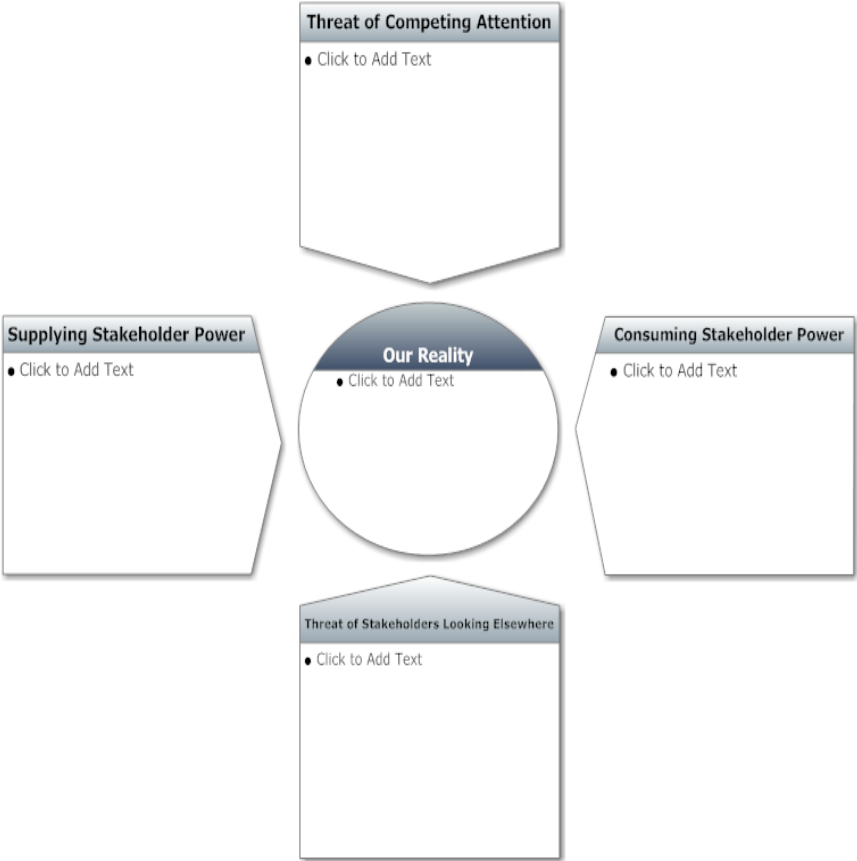 Threat of Competing Attention
• Click to Add Text
Supplying Stakeholder Power
• Click to Add Text
Our Reality
• Click to Add Text
Consuming Stakeholder Power
• Click to Add Text
Threat of Stakeholders Looking Elsewhere
• Click to Add Text